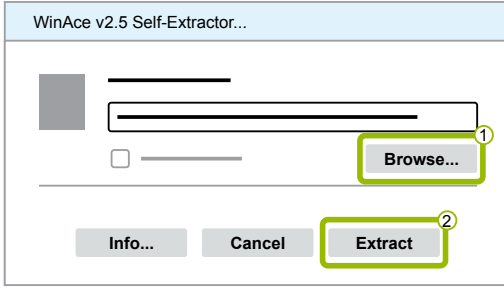 WinAce v2.5 Self-Extractor...
1
Browse...
2
Info... Cancel Extract